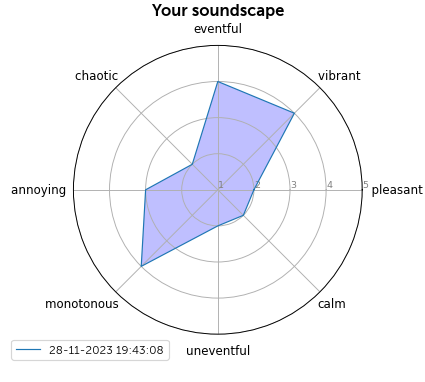 Your soundscape
eventful
chaotic
vibrant
annoying
1 2 3 4 5
pleasant
monotonous
calm
28-11-2023 19:43:08
uneventful